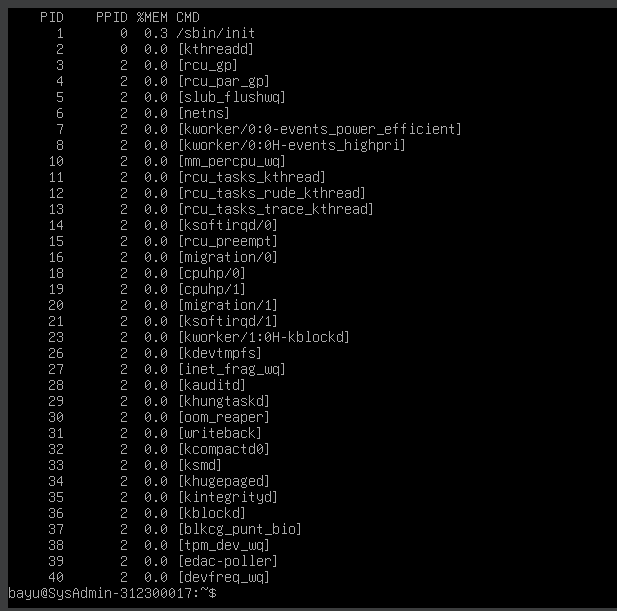 PID PPID %MEM CMD
1 0 0.3 /sbin/init
2 0 0.0 [kthreadd]
3 2 0.0 [rcu_gp]
4 2 0.0 [rcu_par_gp]
5 2 0.0 [slub_flushwq]
6 2 0.0 [netns]
7 2 0.0 [kworker/0:0-events_power_efficient]
8 2 0.0 [kworker/0:0H-events_highpri]
10 2 0.0 [mm_percpu_wq]
11 2 0.0 [rcu_tasks_kthread]
12 2 0.0 [rcu_tasks_rude_kthread]
13 2 0.0 [rcu_tasks_trace_kthread]
14 2 0.0 [ksoftirqd/0]
15 2 0.0 [rcu_preempt]
16 2 0.0 [migration/0]
18 2 0.0 [cpuhp/0]
19 2 0.0 [cpuhp/1]
20 2 0.0 [migration/1]
21 2 0.0 [ksoftirqd/1]
23 2 0.0 [kworker/1:0H-kblockd]
26 2 0.0 [kdevtmpfs]
27 2 0.0 [inet_frag_wq]
28 2 0.0 [kauditd]
29 2 0.0 [khungtaskd]
30 2 0.0 [oom_reaper]
31 2 0.0 [writeback]
32 2 0.0 [kcompactd0]
33 2 0.0 [ksmd]
34 2 0.0 [khugepaged]
35 2 0.0 [kintegrityd]
36 2 0.0 [kblockd]
37 2 0.0 [blkcg_punt_bio]
38 2 0.0 [tpm_dev_wq]
39 2 0.0 [edac-poller]
40 2 0.0 [devfreq_wq]
bayu@SysAdmin-312300017:~$